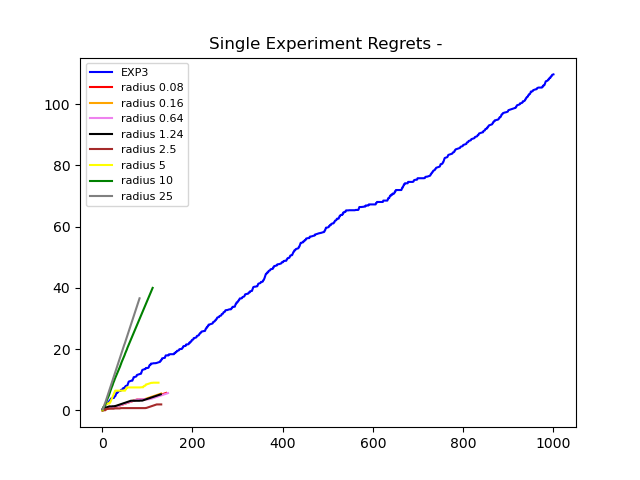 Single Experiment Regrets -
EXP3
radius 0.08
radius 0.16
radius 0.64
radius 1.24
radius 2.5
radius 5
radius 10
radius 25
100
80
60
40
20
0
0 200 400 600 800 1000